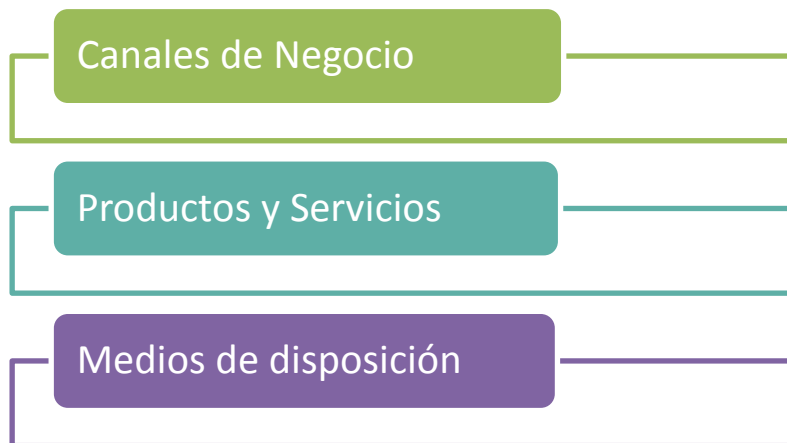 Canales de Negocio
Productos y Servicios
Medios de disposición